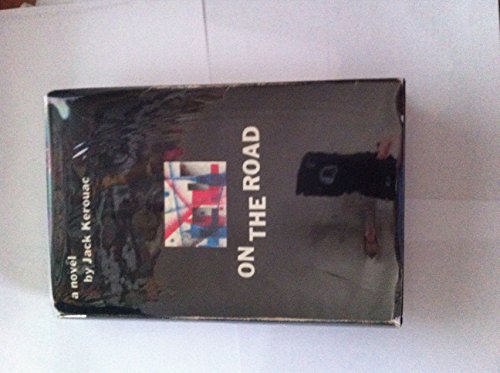 ON THE ROAD
a novel
by Jack Kerouac